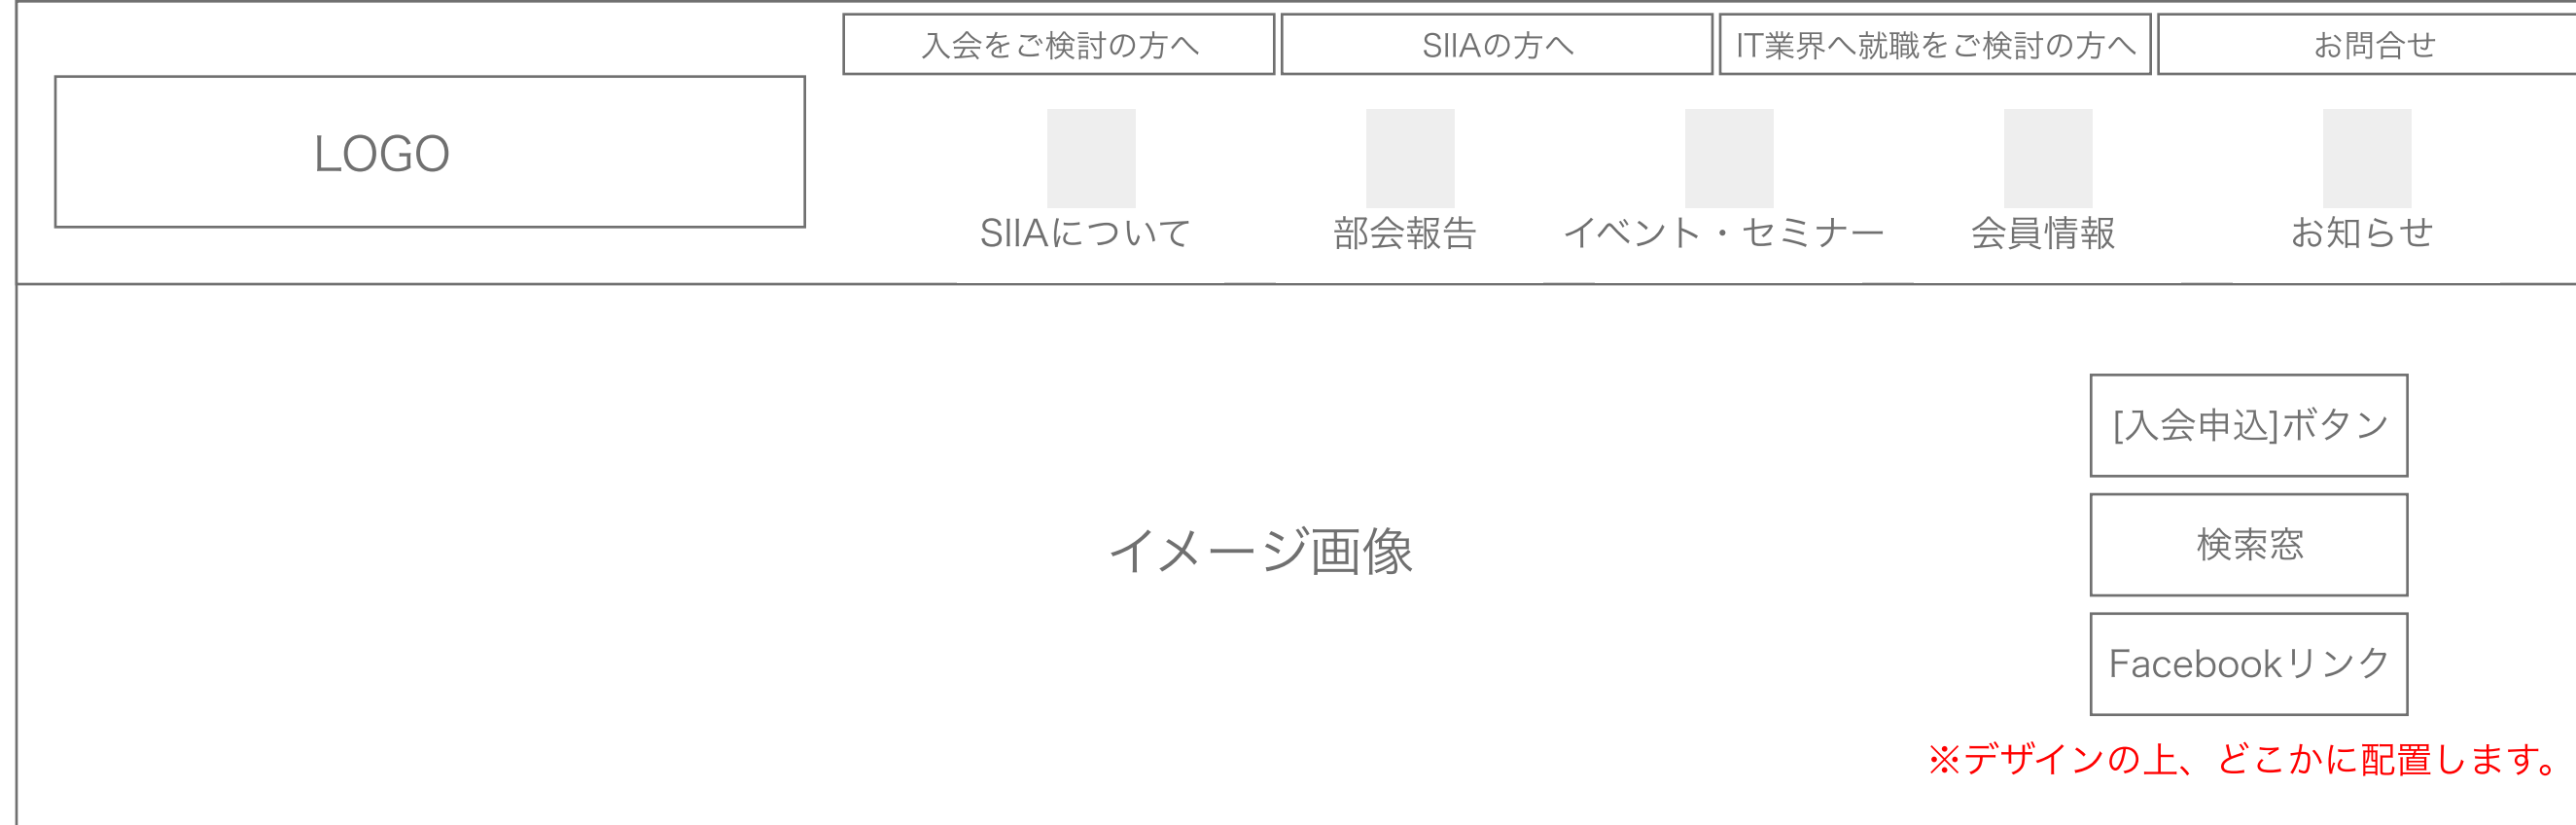 入会をご検討の方へ
SIIAの方へ
IT業界へ就職をご検討の方へ
お問合せ
LOGO
SIIAについて
部会報告
イベント・セミナー
会員情報
お知らせ
[入会申込]ボタン
イメージ画像
検索窓
Facebookリンク
※デザインの上、どこかに配置します。